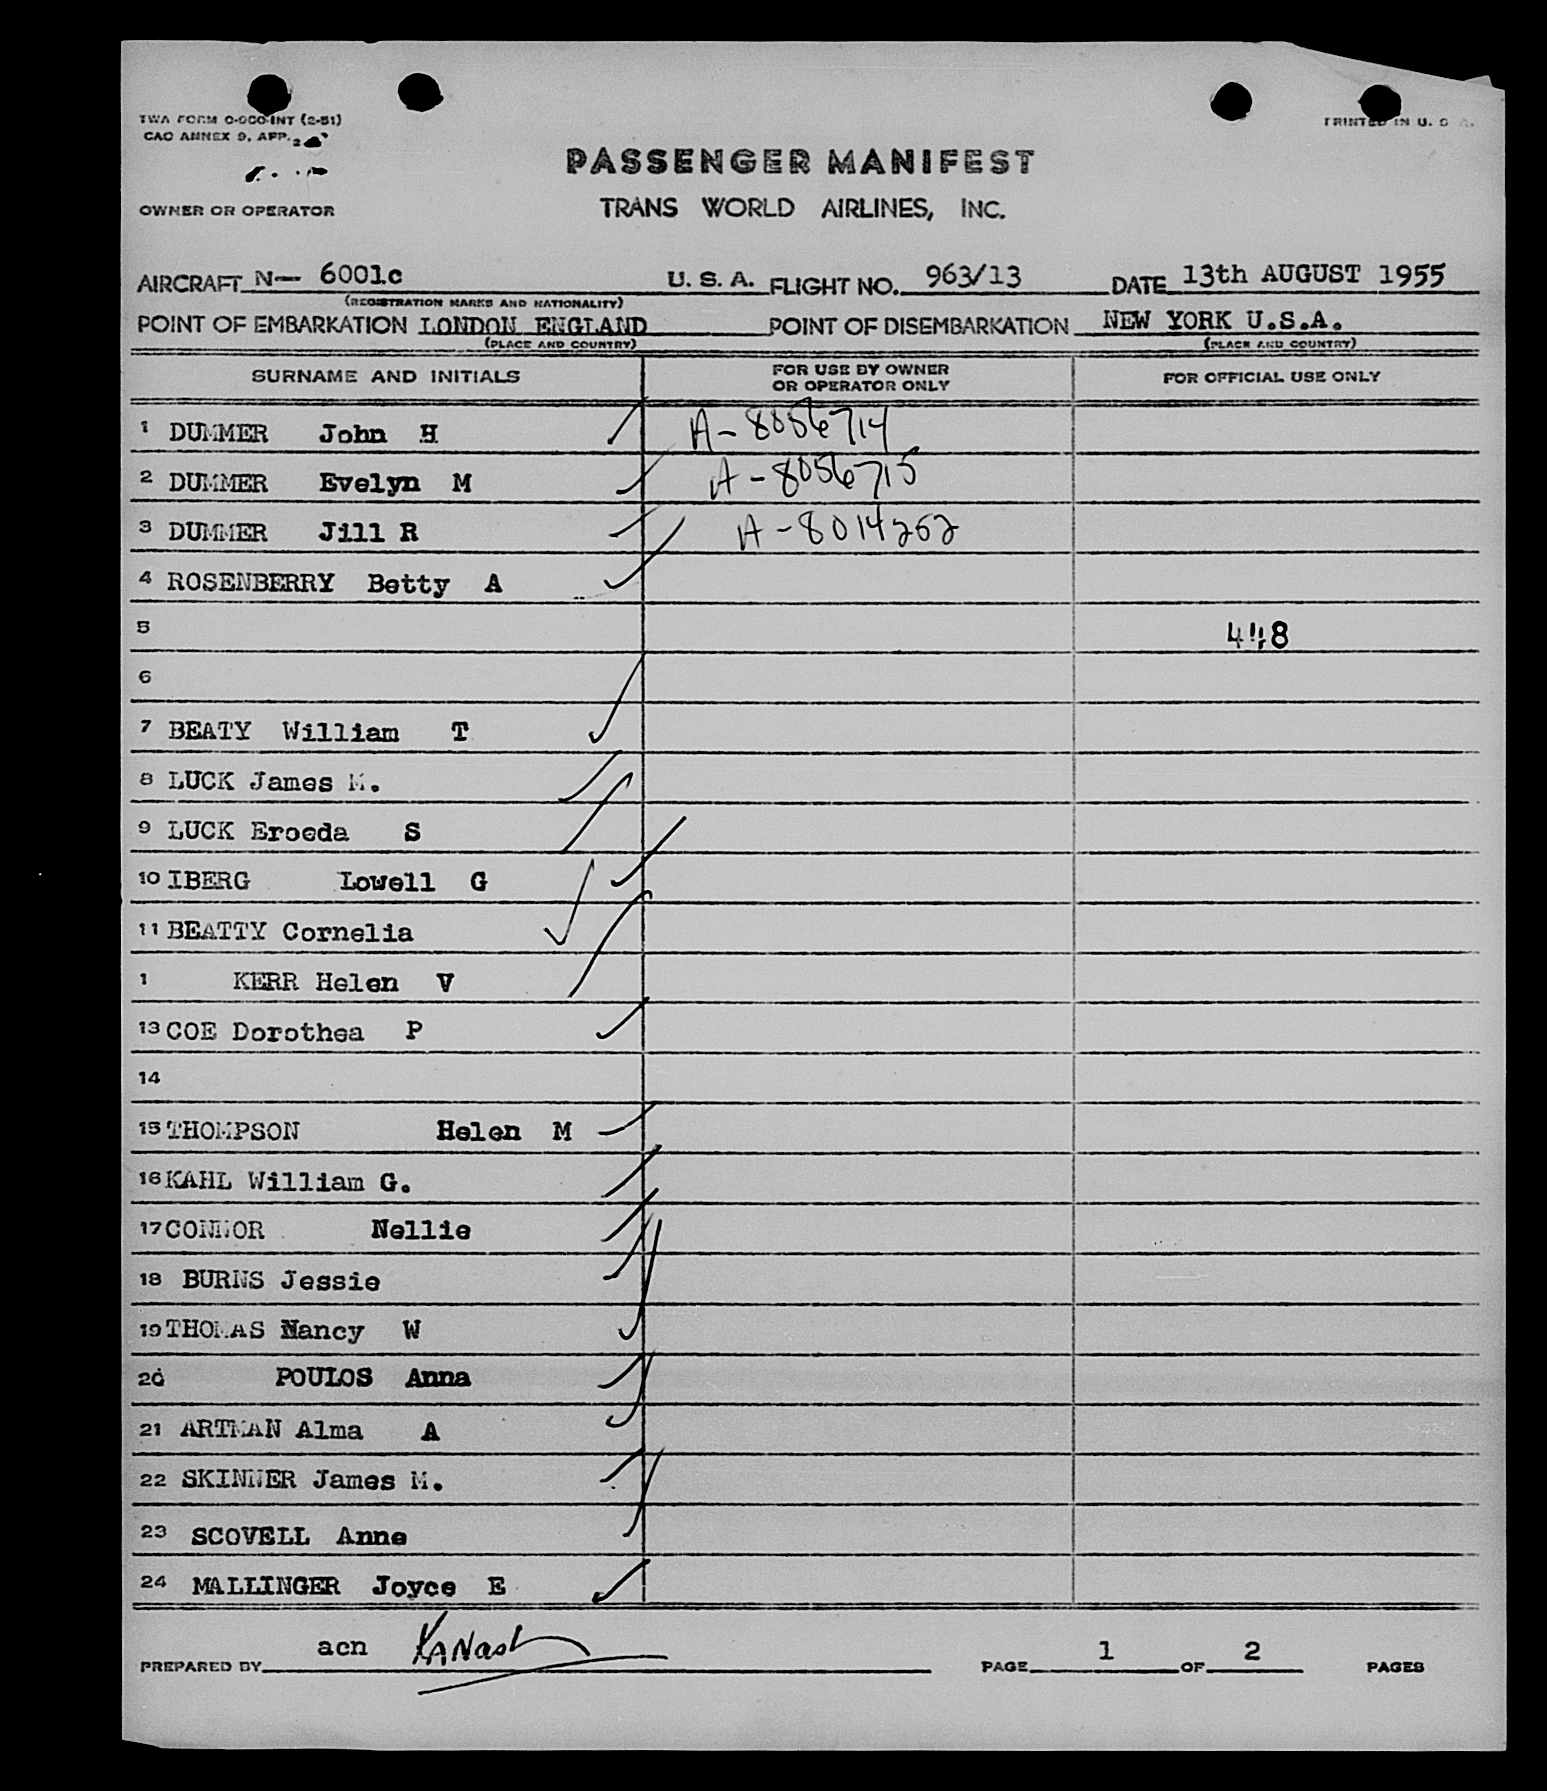 TWA FORM O-OCO-INT (2-51)
CAO ANNEX 9, APP. 2
PRINTED IN U. S. A.
PASSENGER MANIFEST
OWNER OR OPERATOR
TRANS WORLD AIRLINES, INC.
AIRCRAFT N— 6001c U. S. A. FLIGHT NO. 963/13 DATE 13th AUGUST 1955
(REGISTRATION MARKS AND NATIONALITY)
POINT OF EMBARKATION LONDON ENGLAND POINT OF DISEMBARKATION NEW YORK U.S.A.
(PLACE AND COUNTRY) (PLACE AND COUNTRY)
SURNAME AND INITIALS FOR USE BY OWNER OR OPERATOR ONLY FOR OFFICIAL USE ONLY
1 DUMMER John H A-8056714
2 DUMMER Evelyn M A-8056715
3 DUMMER Jill R A-8014262
4 ROSENBERRY Betty A
5 448
6
7 BEATY William T
8 LUCK James M.
9 LUCK Eroeda S
10 IBERG Lowell G
11 BEATTY Cornelia
1 KERR Helen V
13 COE Dorothea P
14
15 THOMPSON Helen M
16 KAHL William G.
17 CONNOR Nellie
18 BURNS Jessie
19 THOMAS Nancy W
20 POULOS Anna
21 ARTMAN Alma A
22 SKINNER James M.
23 SCOVELL Anne
24 MALLINGER Joyce E
PREPARED BY acn KANash PAGE 1 OF 2 PAGES